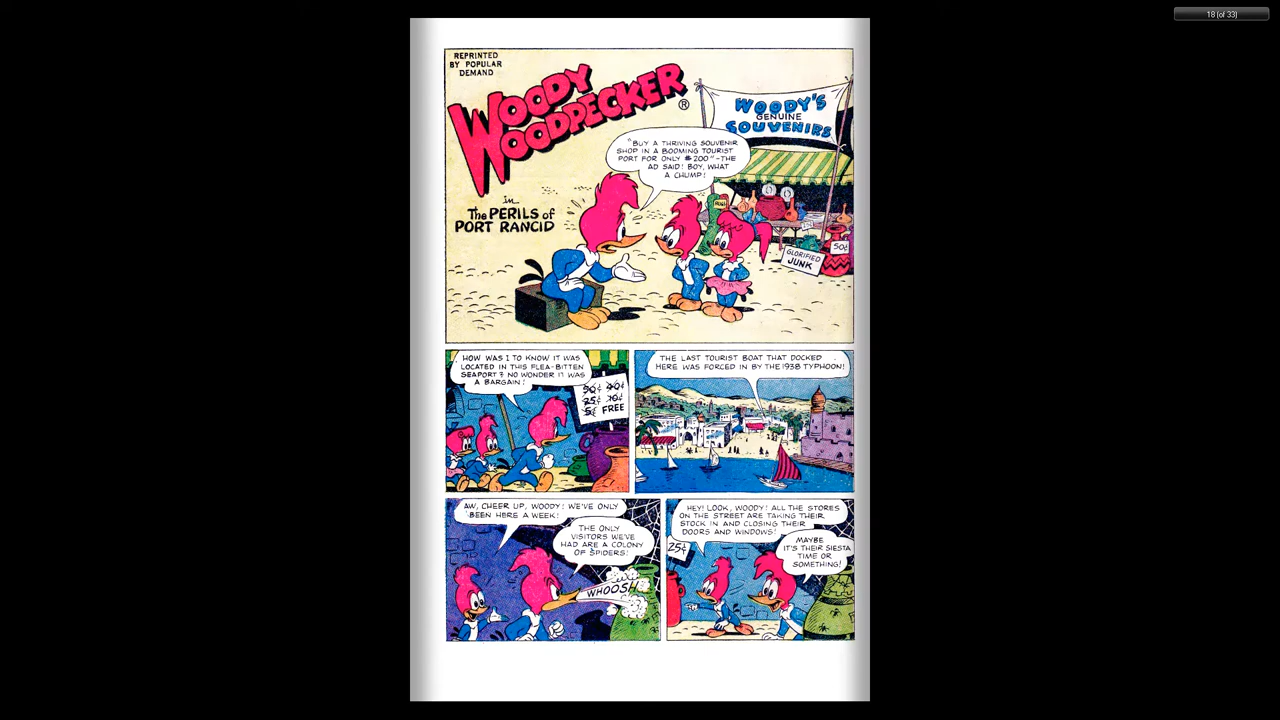 18 (of 33)
REPRINTED
BY POPULAR
DEMAND
WOODY
WOODPECKER
®
in
The PERILS of
PORT RANCID
"BUY A THRIVING SOUVENIR
SHOP IN A BOOMING TOURIST
PORT FOR ONLY $200"-THE
AD SAID! BOY, WHAT
A CHUMP!
WOODY'S
GENUINE
SOUVENIRS
50¢
GLORIFIED
JUNK
HOW WAS I TO KNOW IT WAS
LOCATED IN THIS FLEA-BITTEN
SEAPORT? NO WONDER IT WAS
A BARGAIN!
50¢ 40¢
25¢ 10¢
5¢ FREE
THE LAST TOURIST BOAT THAT DOCKED
HERE WAS FORCED IN BY THE 1938 TYPHOON!
AW, CHEER UP, WOODY! WE'VE ONLY
BEEN HERE A WEEK!
THE ONLY
VISITORS WE'VE
HAD ARE A COLONY
OF SPIDERS!
WHOOSH
HEY! LOOK, WOODY! ALL THE STORES
ON THE STREET ARE TAKING THEIR
STOCK IN AND CLOSING THEIR
DOORS AND WINDOWS!
25¢
MAYBE
IT'S THEIR SIESTA
TIME OR
SOMETHING!